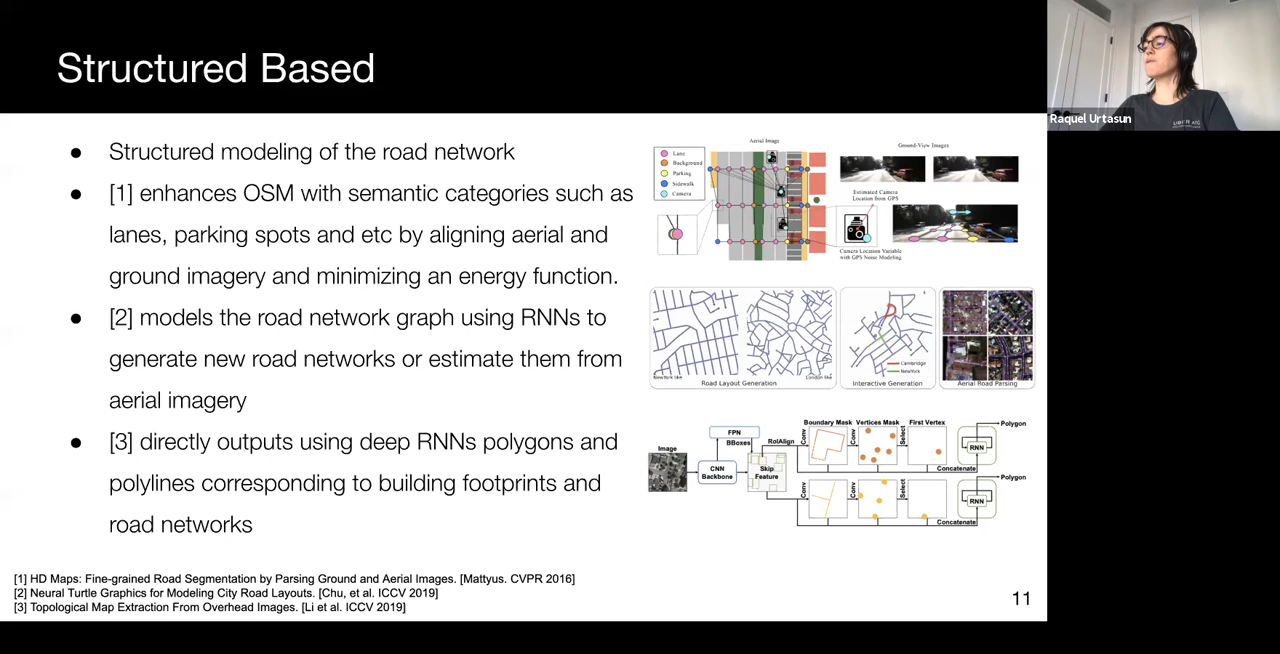 Structured Based
Raquel Urtasun
● Structured modeling of the road network
● [1] enhances OSM with semantic categories such as
lanes, parking spots and etc by aligning aerial and
ground imagery and minimizing an energy function.
● [2] models the road network graph using RNNs to
generate new road networks or estimate them from
aerial imagery
● [3] directly outputs using deep RNNs polygons and
polylines corresponding to building footprints and
road networks
Aerial Image
Ground-View Images
Lane
Background
Parking
Sidewalk
Camera
Estimated Camera
Location from GPS
Camera Location Variable
with GPS Noise Modeling
NewYork like
London like
Road Layout Generation
Cambridge
NewYork
Interactive Generation
Aerial Road Parsing
Image
CNN
Backbone
FPN
BBoxes
RoIAlign
Skip
Feature
Conv
Boundary Mask
Conv
Vertices Mask
Select
First Vertex
Concatenate
RNN
Polygon
Conv
Conv
Select
Concatenate
RNN
Polygon
[1] HD Maps: Fine-grained Road Segmentation by Parsing Ground and Aerial Images. [Mattyus. CVPR 2016]
[2] Neural Turtle Graphics for Modeling City Road Layouts. [Chu, et al. ICCV 2019]
[3] Topological Map Extraction From Overhead Images. [Li et al. ICCV 2019]
11